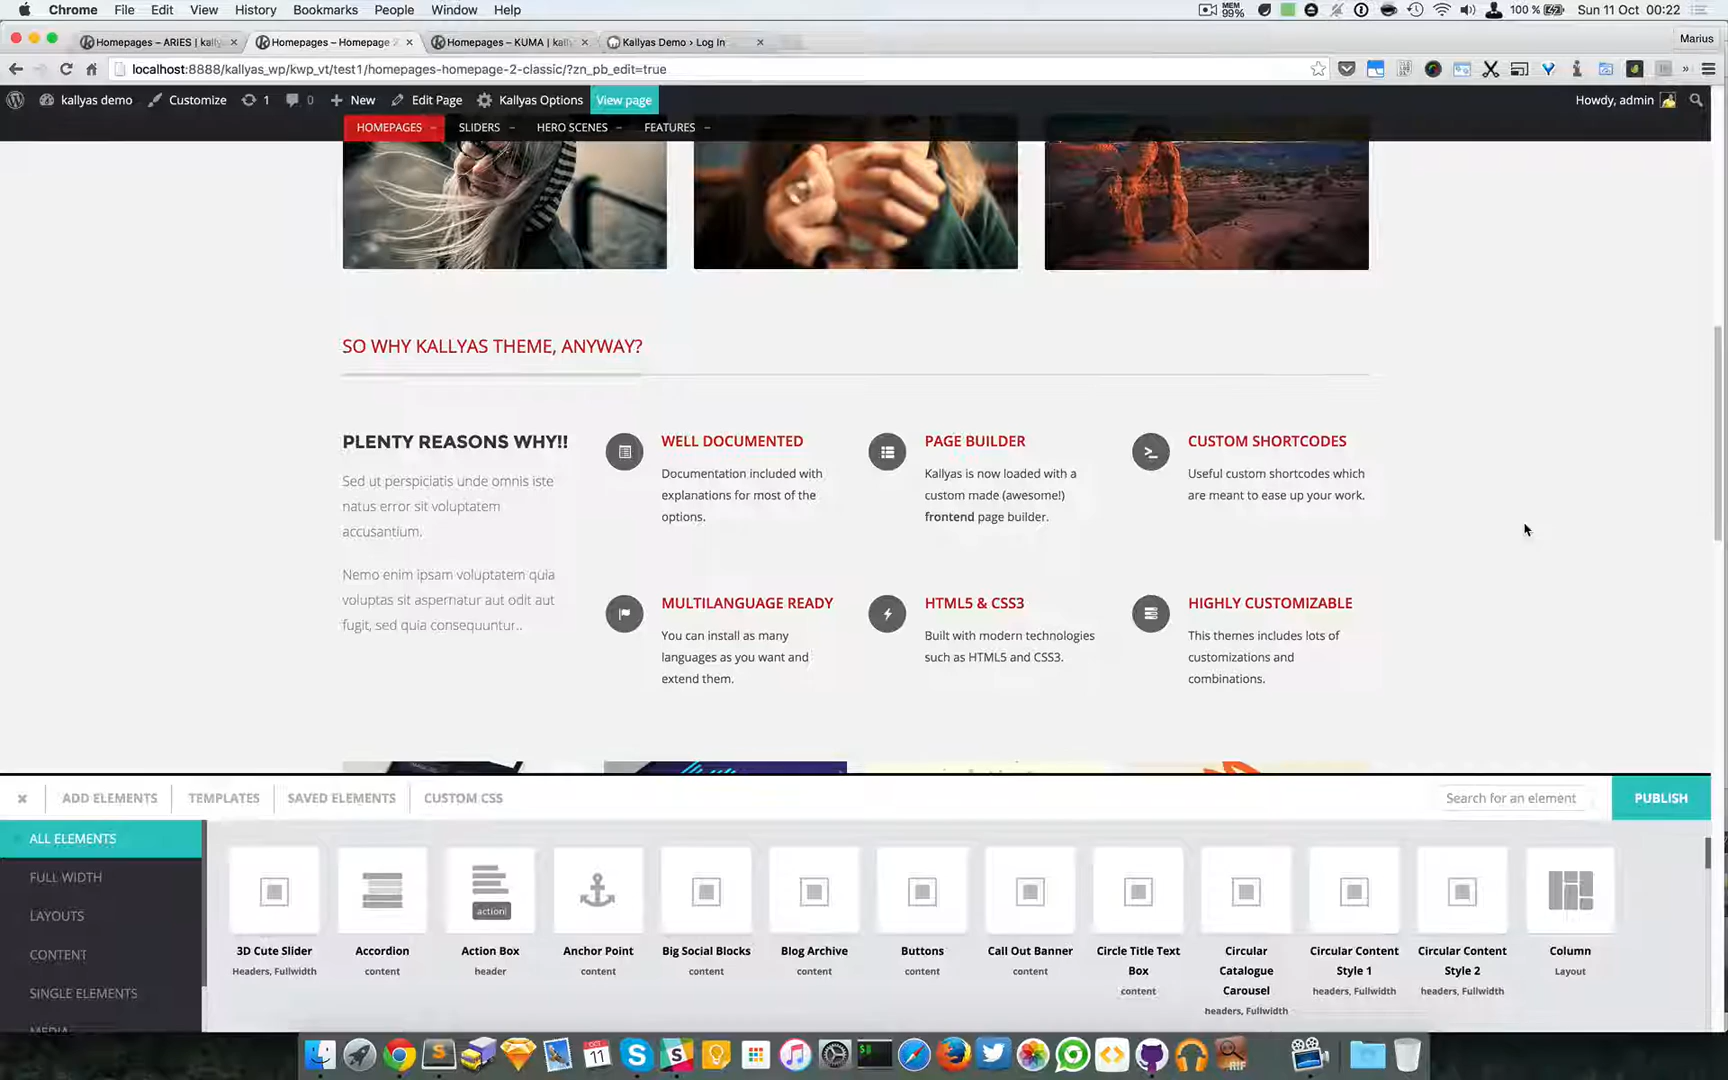 Chrome File Edit View History Bookmarks People Window Help
MEM 99% 100 % Sun 11 Oct 00:22
Homepages – ARIES | kally
Homepages – Homepage 2
Homepages – KUMA | kall
Kallyas Demo › Log In
Marius
localhost:8888/kallyas_wp/kwp_vt/test1/homepages-homepage-2-classic/?zn_pb_edit=true
kallyas demo Customize 1 0 New Edit Page Kallyas Options View page Howdy, admin
HOMEPAGES SLIDERS HERO SCENES FEATURES
SO WHY KALLYAS THEME, ANYWAY?
PLENTY REASONS WHY!!
Sed ut perspiciatis unde omnis iste
natus error sit voluptatem
accusantium.
Nemo enim ipsam voluptatem quia
voluptas sit aspernatur aut odit aut
fugit, sed quia consequuntur..
WELL DOCUMENTED
Documentation included with
explanations for most of the
options.
PAGE BUILDER
Kallyas is now loaded with a
custom made (awesome!)
frontend page builder.
CUSTOM SHORTCODES
Useful custom shortcodes which
are meant to ease up your work.
MULTILANGUAGE READY
You can install as many
languages as you want and
extend them.
HTML5 & CSS3
Built with modern technologies
such as HTML5 and CSS3.
HIGHLY CUSTOMIZABLE
This themes includes lots of
customizations and
combinations.
ADD ELEMENTS TEMPLATES SAVED ELEMENTS CUSTOM CSS Search for an element PUBLISH
ALL ELEMENTS
FULL WIDTH
LAYOUTS
CONTENT
SINGLE ELEMENTS
MEDIA
3D Cute Slider
Headers, Fullwidth
Accordion
content
action!
Action Box
header
Anchor Point
content
Big Social Blocks
content
Blog Archive
content
Buttons
content
Call Out Banner
content
Circle Title Text
Box
content
Circular
Catalogue
Carousel
headers, Fullwidth
Circular Content
Style 1
headers, Fullwidth
Circular Content
Style 2
headers, Fullwidth
Column
Layout